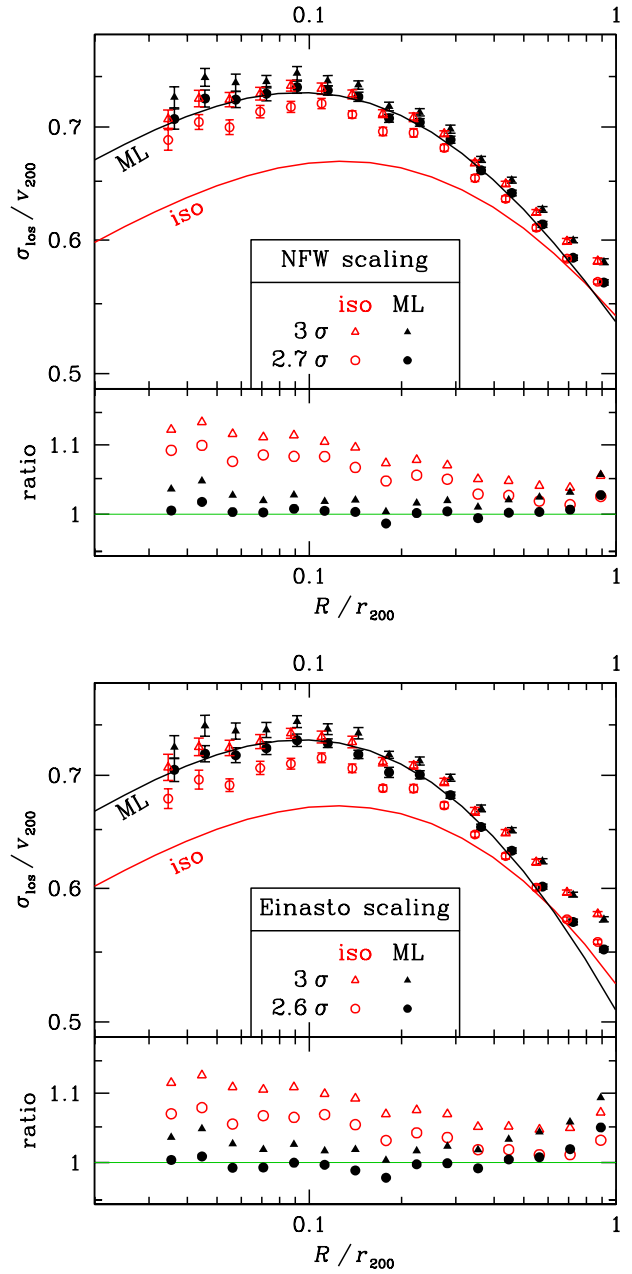 0.1 1
0.7
0.6
0.5
σlos / v200
ML
iso
NFW scaling
iso ML
3 σ
2.7 σ
1.1
1
ratio
0.1 1
R / r200
0.1 1
0.7
0.6
0.5
σlos / v200
ML
iso
Einasto scaling
iso ML
3 σ
2.6 σ
1.1
1
ratio
0.1 1
R / r200